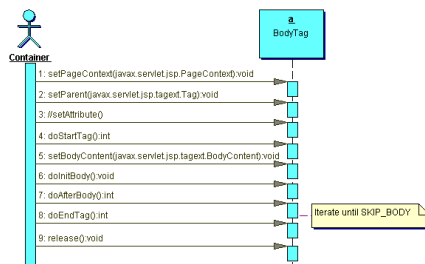 a
BodyTag
Container
1: setPageContext(javax.servlet.jsp.PageContext):void
2: setParent(javax.servlet.jsp.tagext.Tag):void
3: //setAttribute()
4: doStartTag():int
5: setBodyContent(javax.servlet.jsp.tagext.BodyContent):void
6: doInitBody():void
7: doAfterBody():int
8: doEndTag():int
Iterate until SKIP_BODY
9: release():void